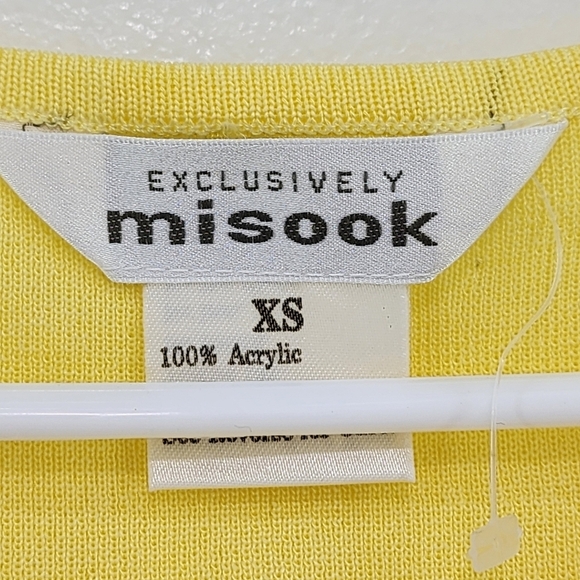 EXCLUSIVELY
misook
XS
100% Acrylic